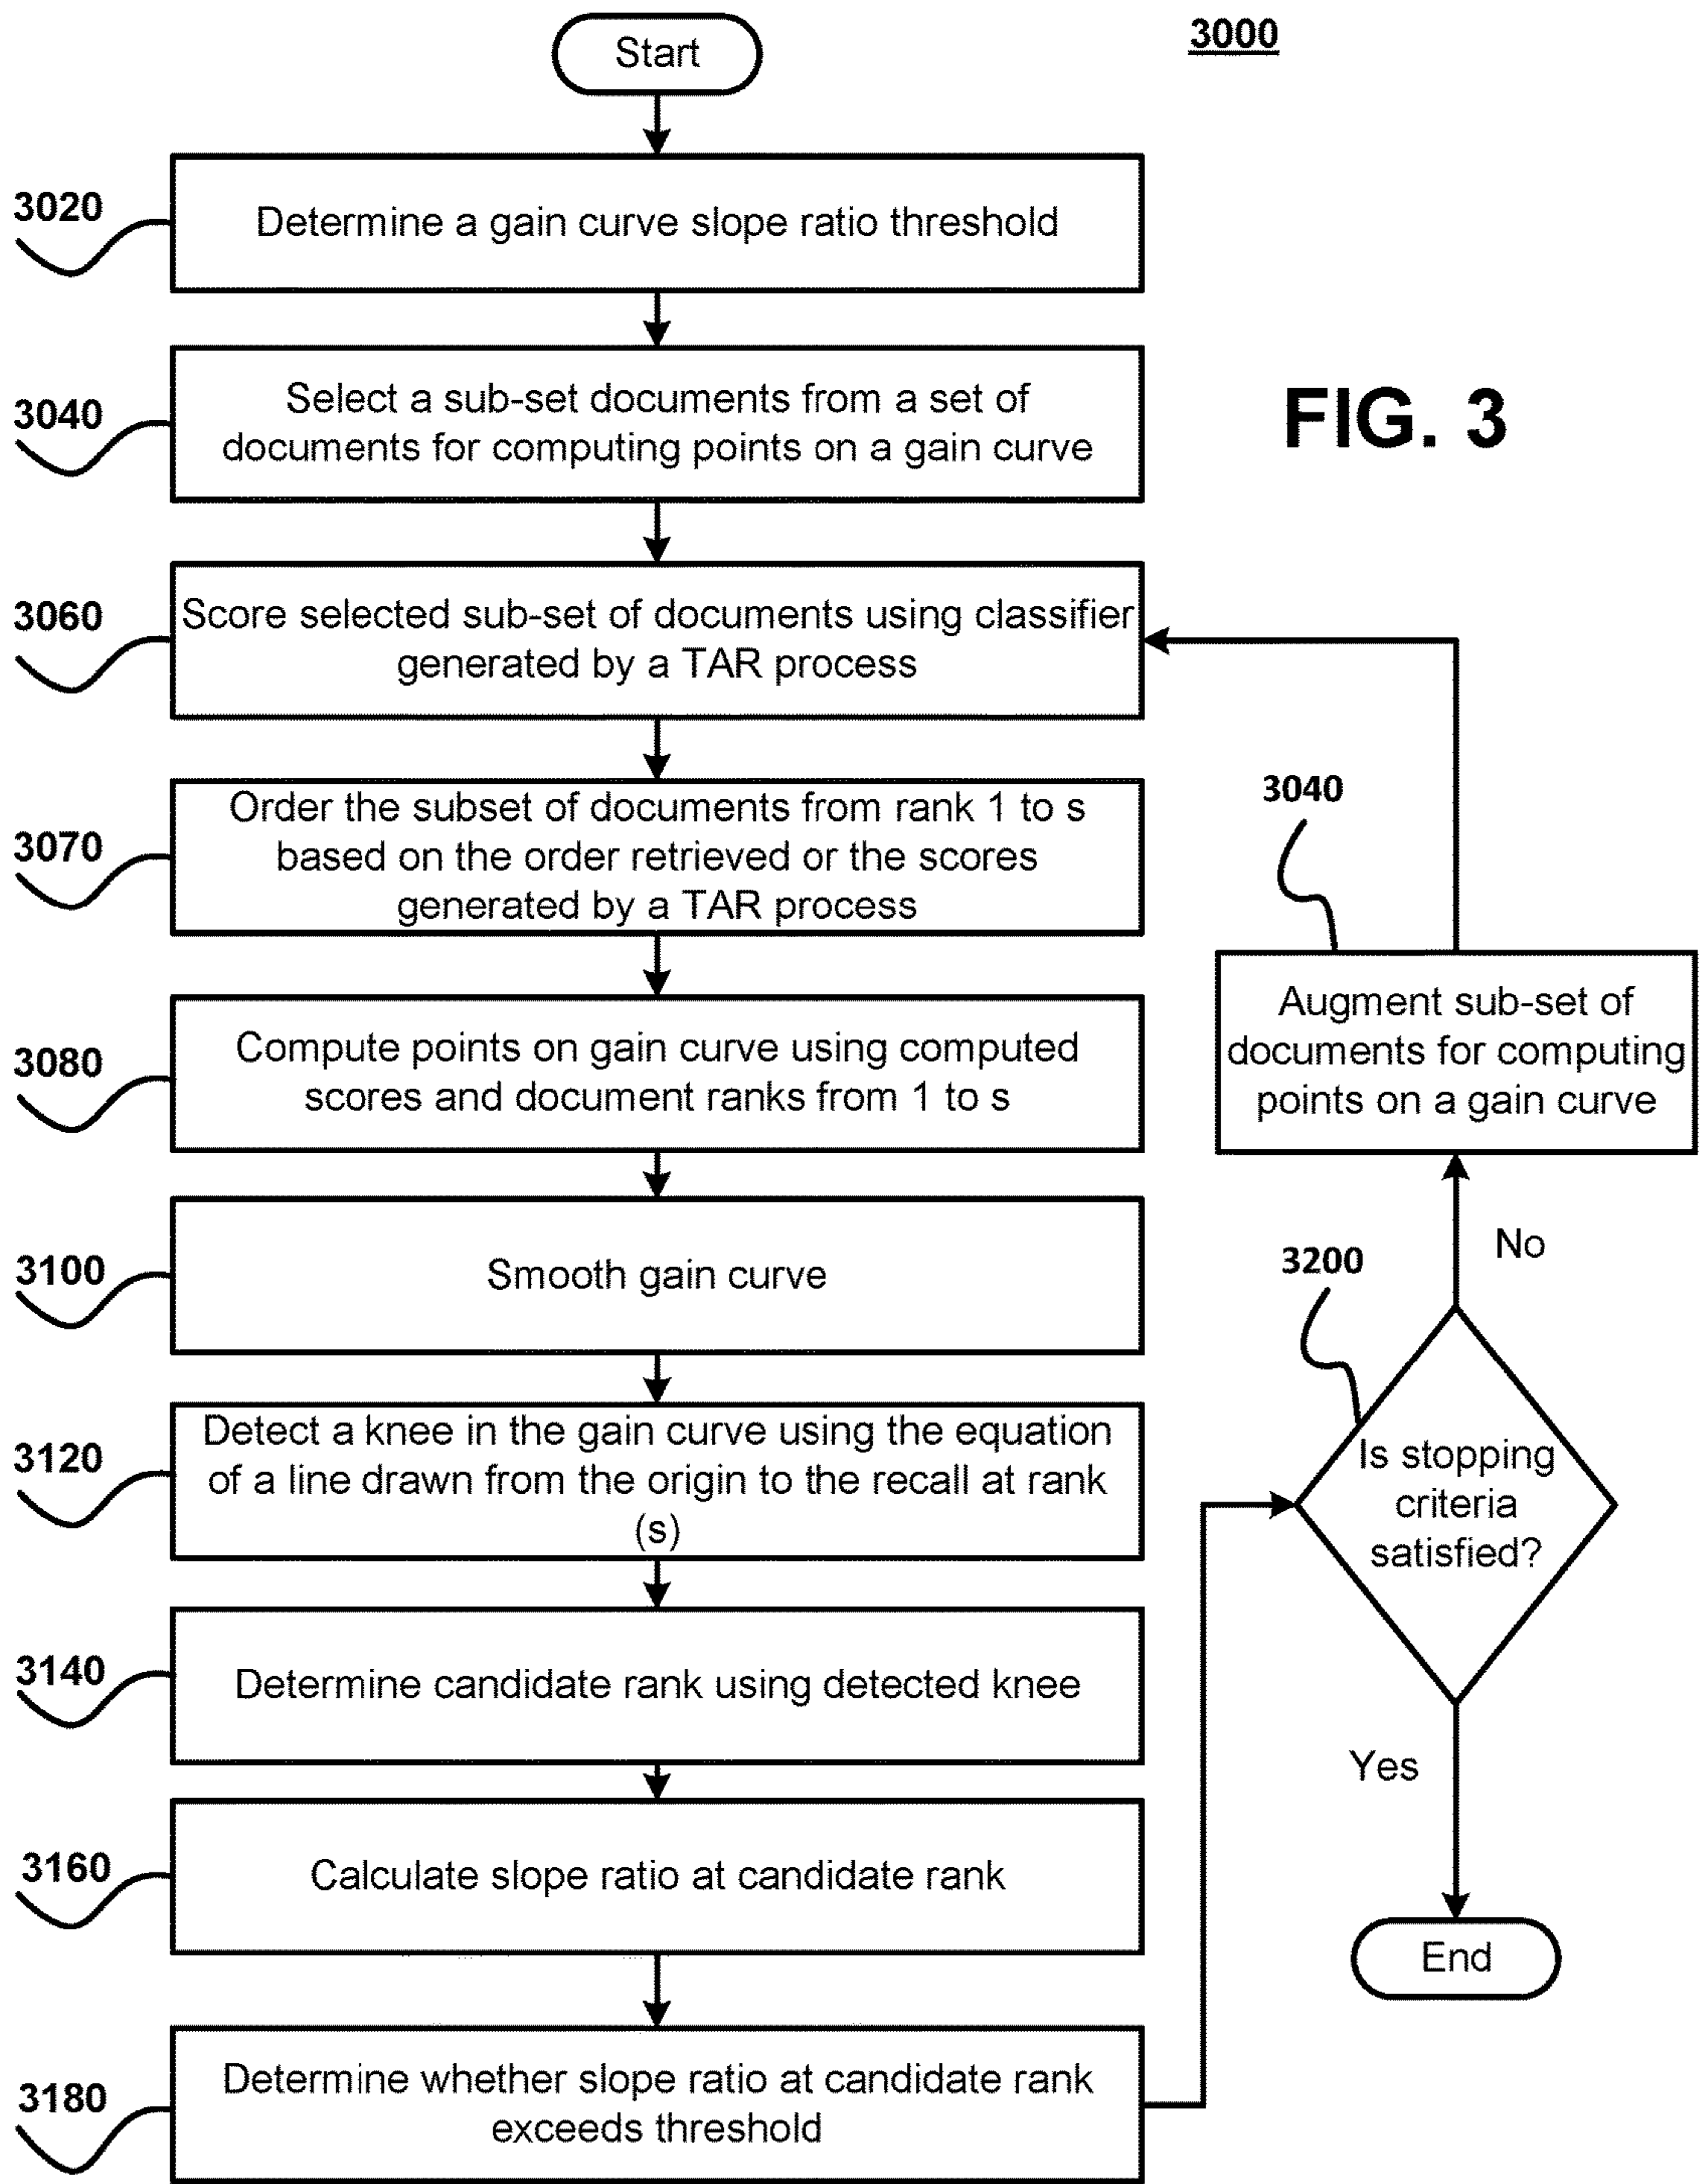 3000
Start
3020
Determine a gain curve slope ratio threshold
3040
Select a sub-set documents from a set of
documents for computing points on a gain curve
FIG. 3
3060
Score selected sub-set of documents using classifier
generated by a TAR process
3070
Order the subset of documents from rank 1 to s
based on the order retrieved or the scores
generated by a TAR process
3080
Compute points on gain curve using computed
scores and document ranks from 1 to s
3100
Smooth gain curve
3120
Detect a knee in the gain curve using the equation
of a line drawn from the origin to the recall at rank
(s)
3140
Determine candidate rank using detected knee
3160
Calculate slope ratio at candidate rank
3180
Determine whether slope ratio at candidate rank
exceeds threshold
3040
Augment sub-set of
documents for computing
points on a gain curve
No
3200
Is stopping
criteria
satisfied?
Yes
End